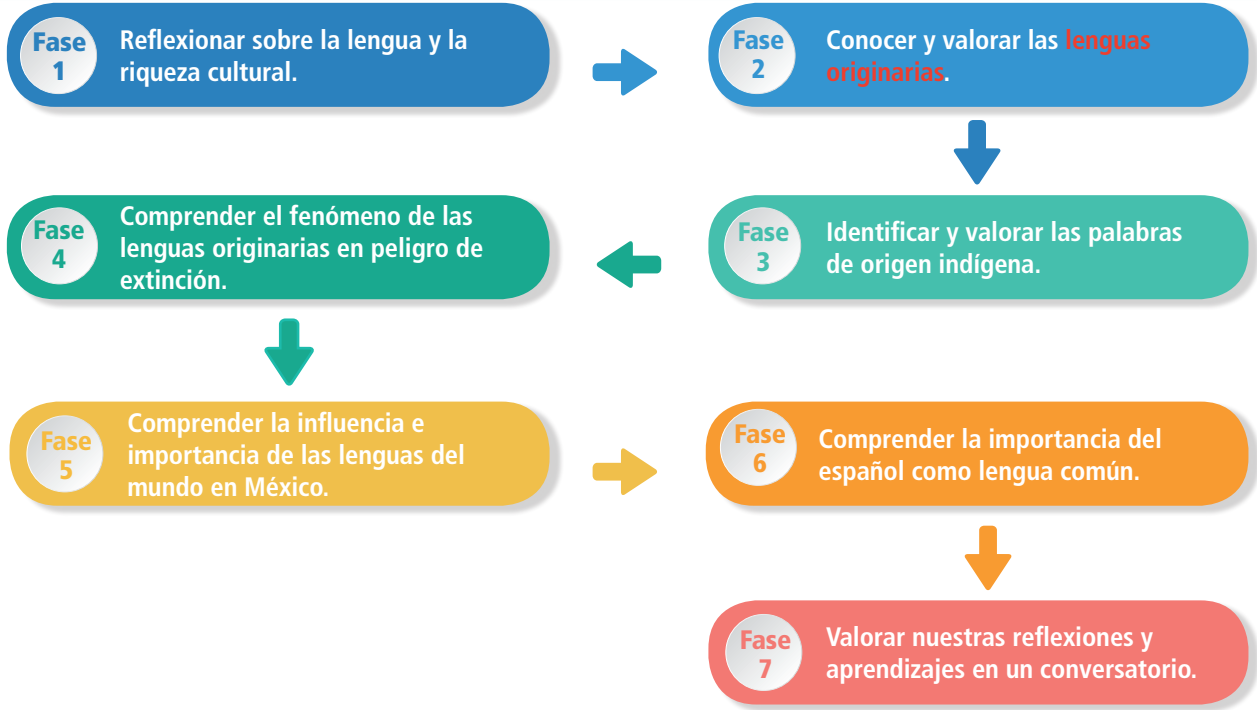 Fase
1
Reflexionar sobre la lengua y la
riqueza cultural.
Fase
2
Conocer y valorar las lenguas
originarias.
Fase
3
Identificar y valorar las palabras
de origen indígena.
Fase
4
Comprender el fenómeno de las
lenguas originarias en peligro de
extinción.
Fase
5
Comprender la influencia e
importancia de las lenguas del
mundo en México.
Fase
6
Comprender la importancia del
español como lengua común.
Fase
7
Valorar nuestras reflexiones y
aprendizajes en un conversatorio.